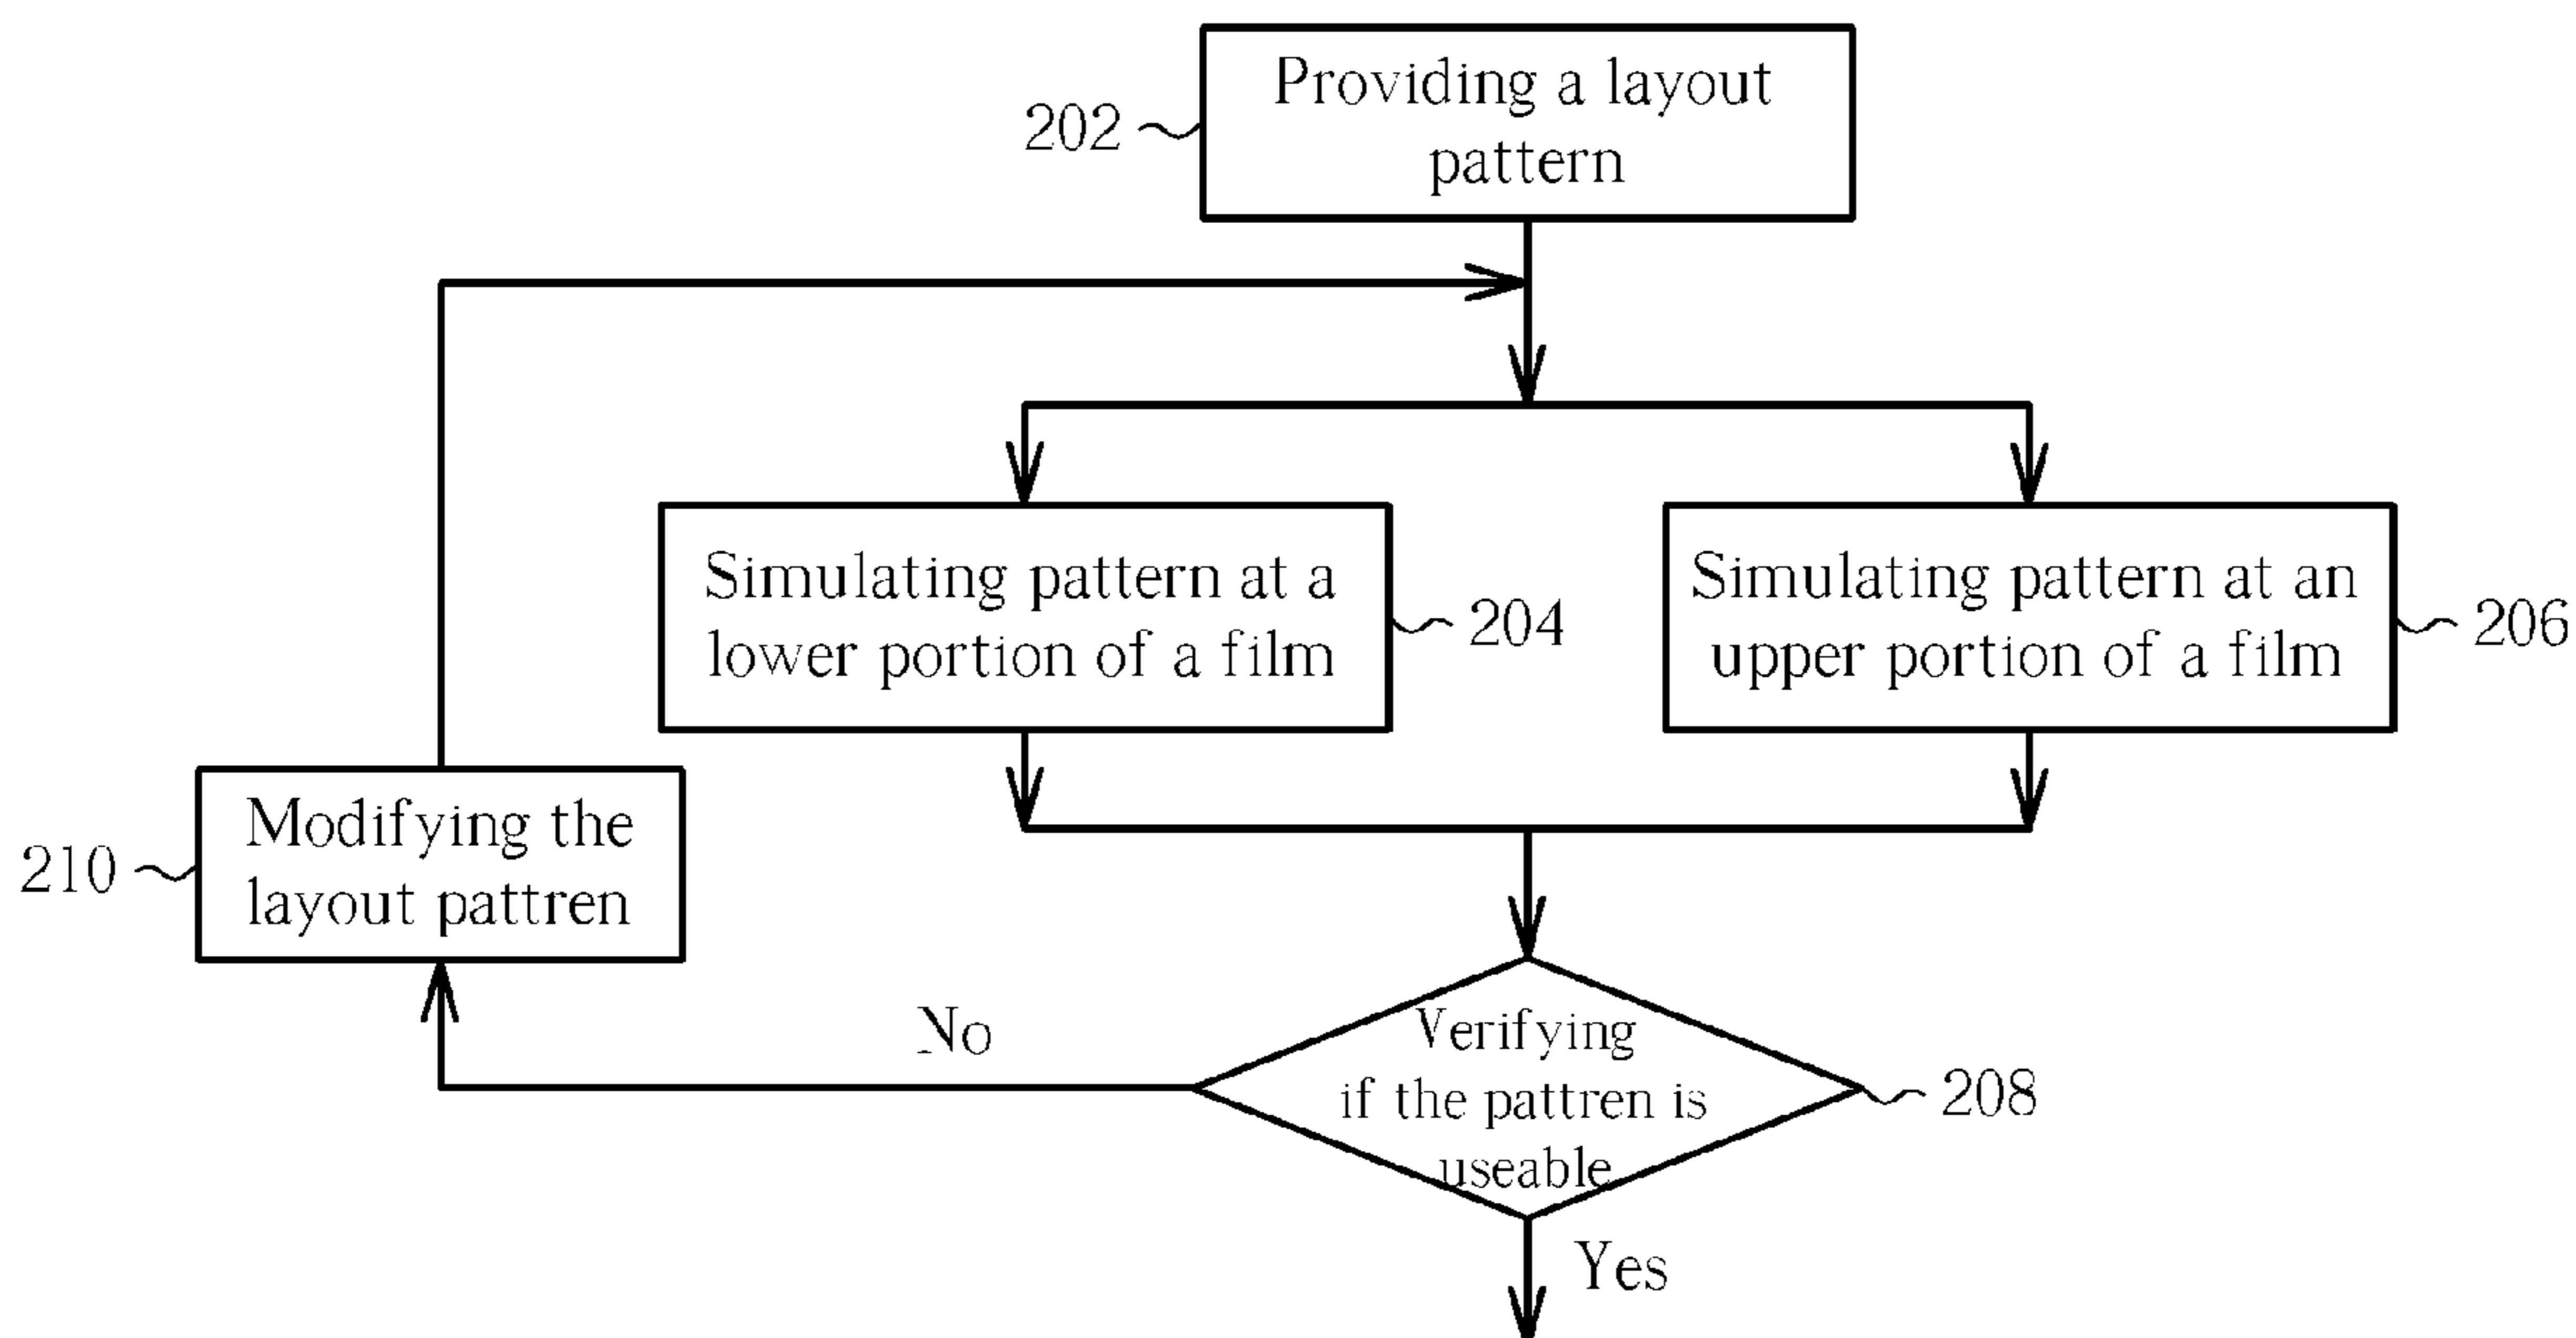 Providing a layout
pattern
202
Simulating pattern at a
lower portion of a film
204
Simulating pattern at an
upper portion of a film
206
Modifying the
layout pattren
210
No
Verifying
if the pattren is
useable
208
Yes